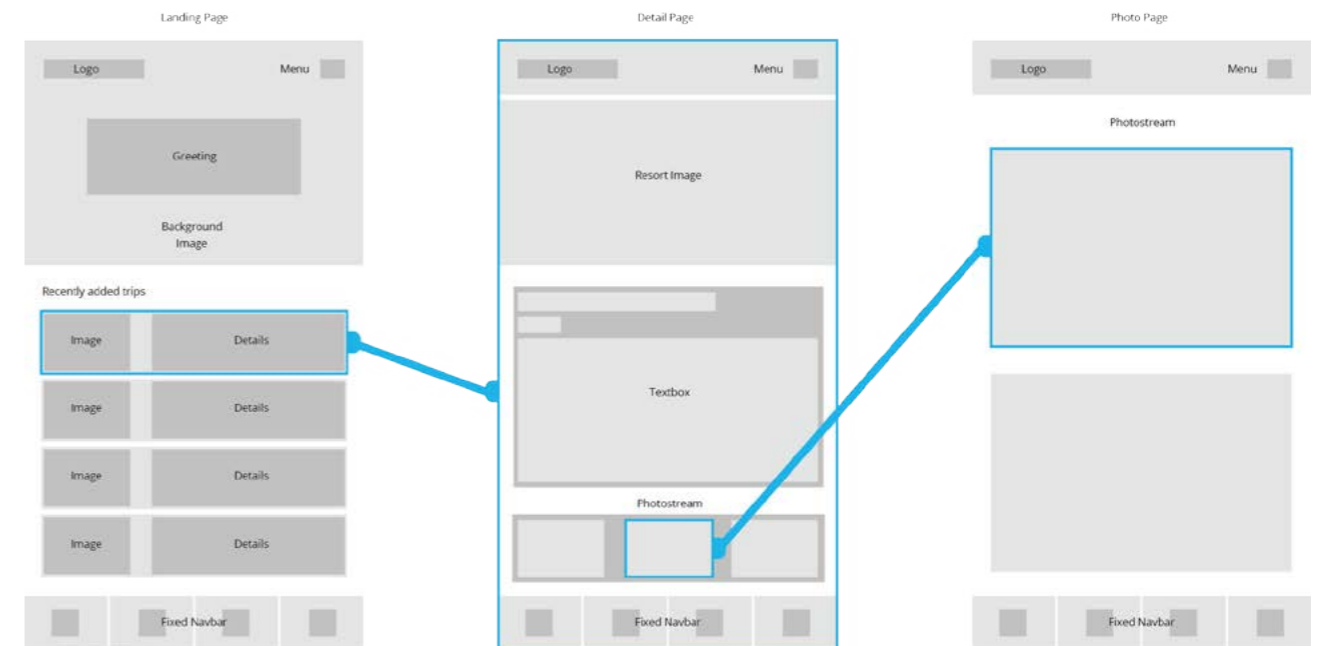 Landing Page
Logo
Menu
Greeting
Background
Image
Recently added trips
Image
Details
Image
Details
Image
Details
Image
Details
Fixed Navbar
Detail Page
Logo
Menu
Resort Image
Textbox
Photostream
Fixed Navbar
Photo Page
Logo
Menu
Photostream
Fixed Navbar